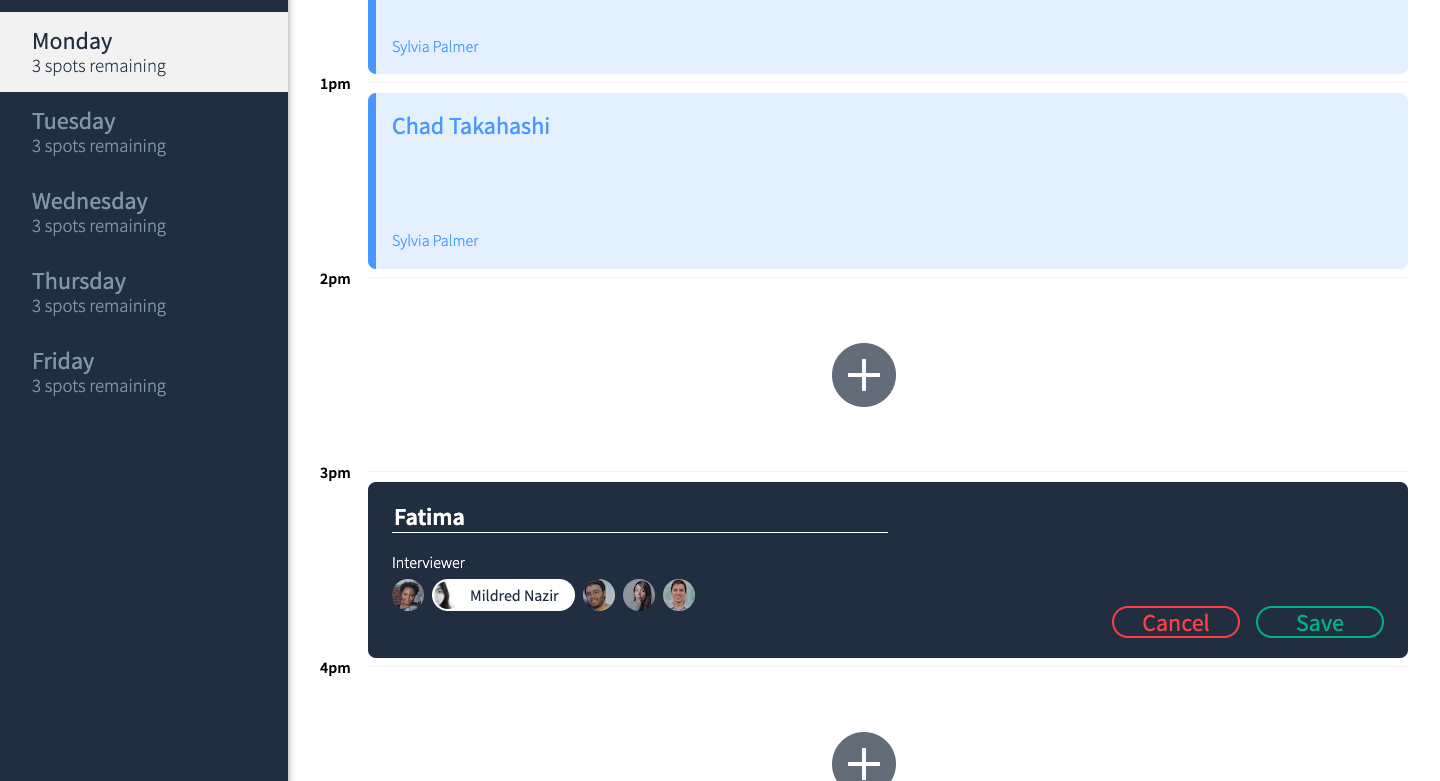 Monday
3 spots remaining
Tuesday
3 spots remaining
Wednesday
3 spots remaining
Thursday
3 spots remaining
Friday
3 spots remaining
Sylvia Palmer
1pm
Chad Takahashi
Sylvia Palmer
2pm
3pm
Fatima
Interviewer
Mildred Nazir
Cancel
Save
4pm